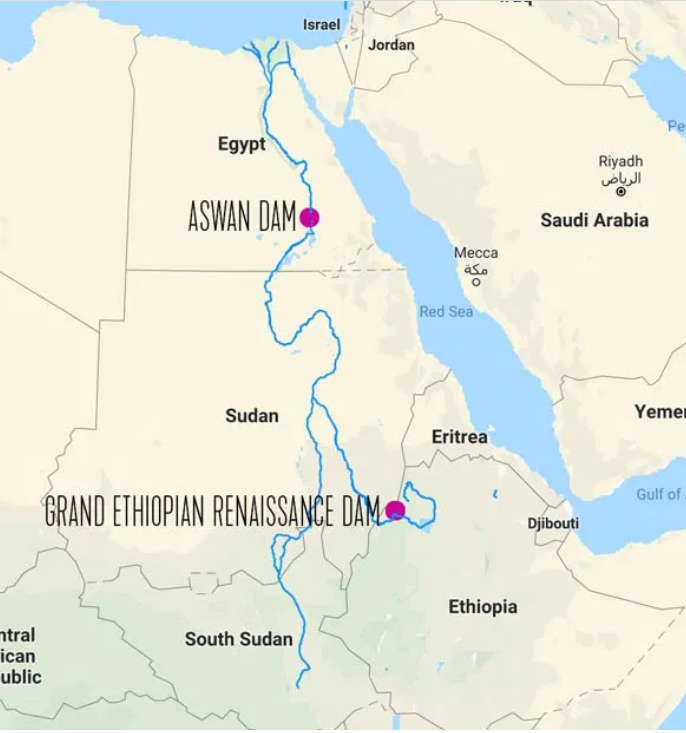 Israel
Jordan
Egypt
Riyadh
الرياض
ASWAN DAM
Saudi Arabia
Mecca
مكة
Red Sea
Sudan
Yemen
Eritrea
GRAND ETHIOPIAN RENAISSANCE DAM
Gulf of
Djibouti
Ethiopia
South Sudan
ntral
ican
ublic